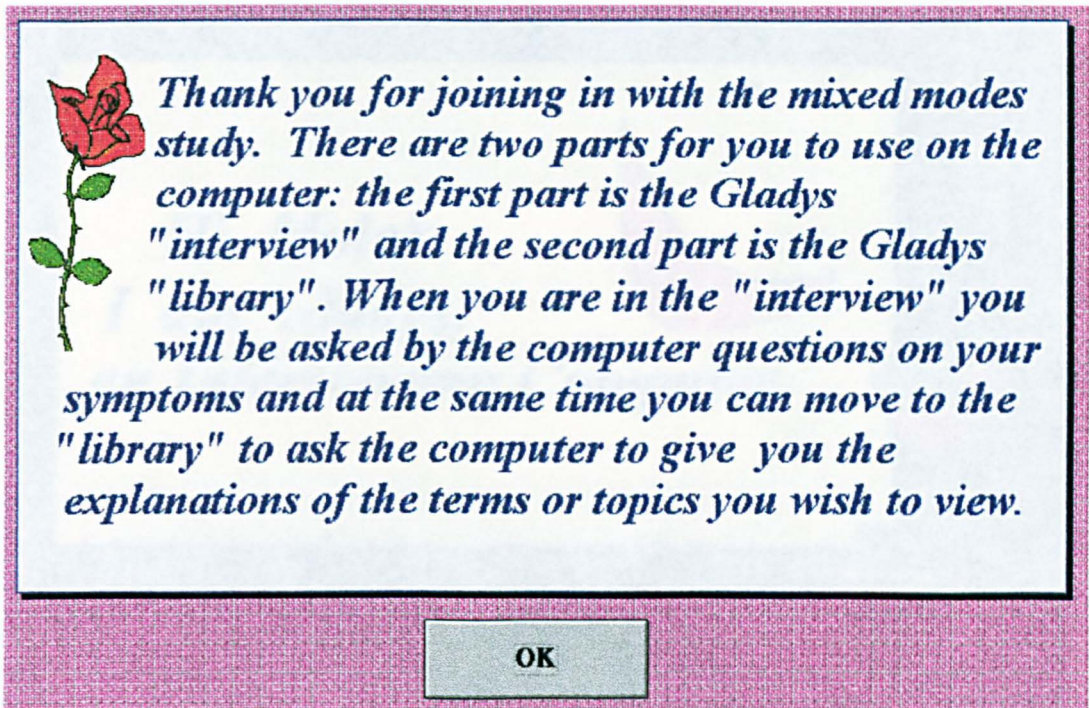 Thank you for joining in with the mixed modes
study.  There are two parts for you to use on the
computer: the first part is the Gladys
"interview" and the second part is the Gladys
"library". When you are in the "interview" you
will be asked by the computer questions on your
symptoms and at the same time you can move to the
"library" to ask the computer to give  you the
explanations of the terms or topics you wish to view.
OK